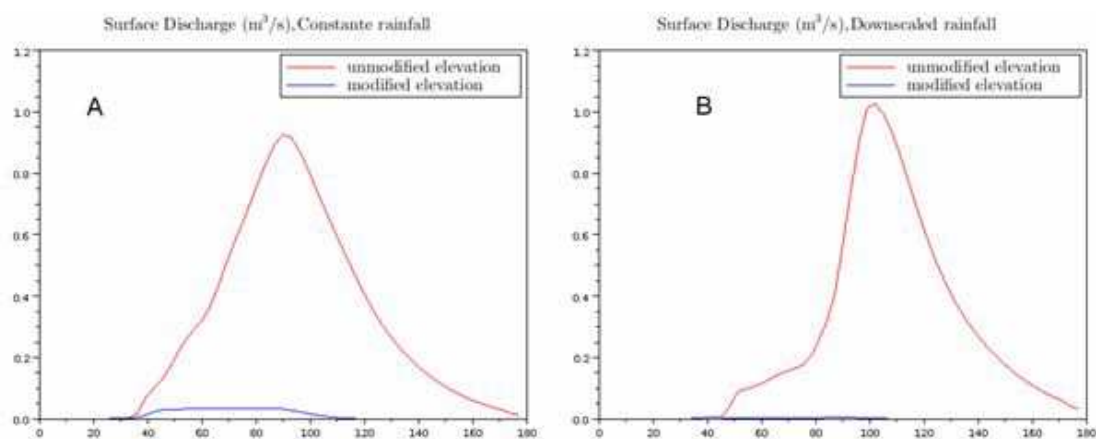 Surface Discharge (m³/s),Constante rainfall
1.2
1.0
0.8
0.6
0.4
0.2
0.0
unmodified elevation
modified elevation
A
0 20 40 60 80 100 120 140 160 180
Surface Discharge (m³/s),Downscaled rainfall
1.2
1.0
0.8
0.6
0.4
0.2
0.0
unmodified elevation
modified elevation
B
0 20 40 60 80 100 120 140 160 180